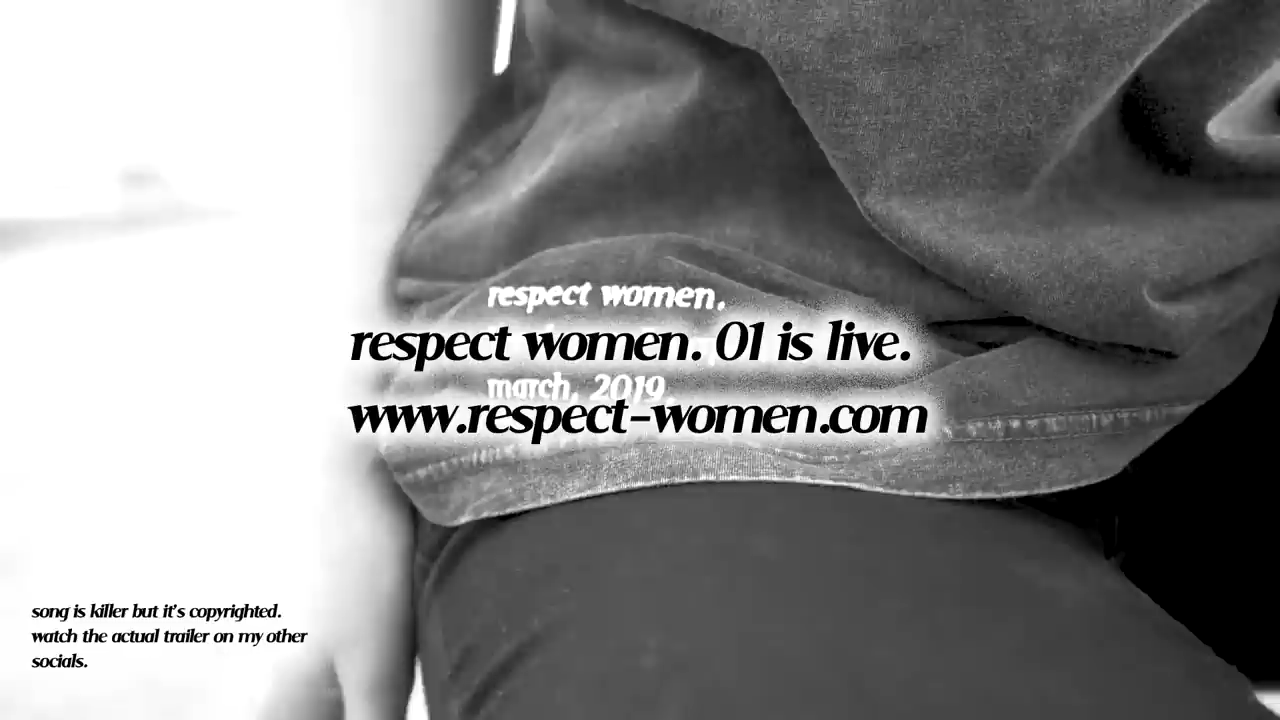 respect women.
respect women. 01 is live.
march, 2019.
www.respect-women.com
song is killer but it's copyrighted.
watch the actual trailer on my other
socials.